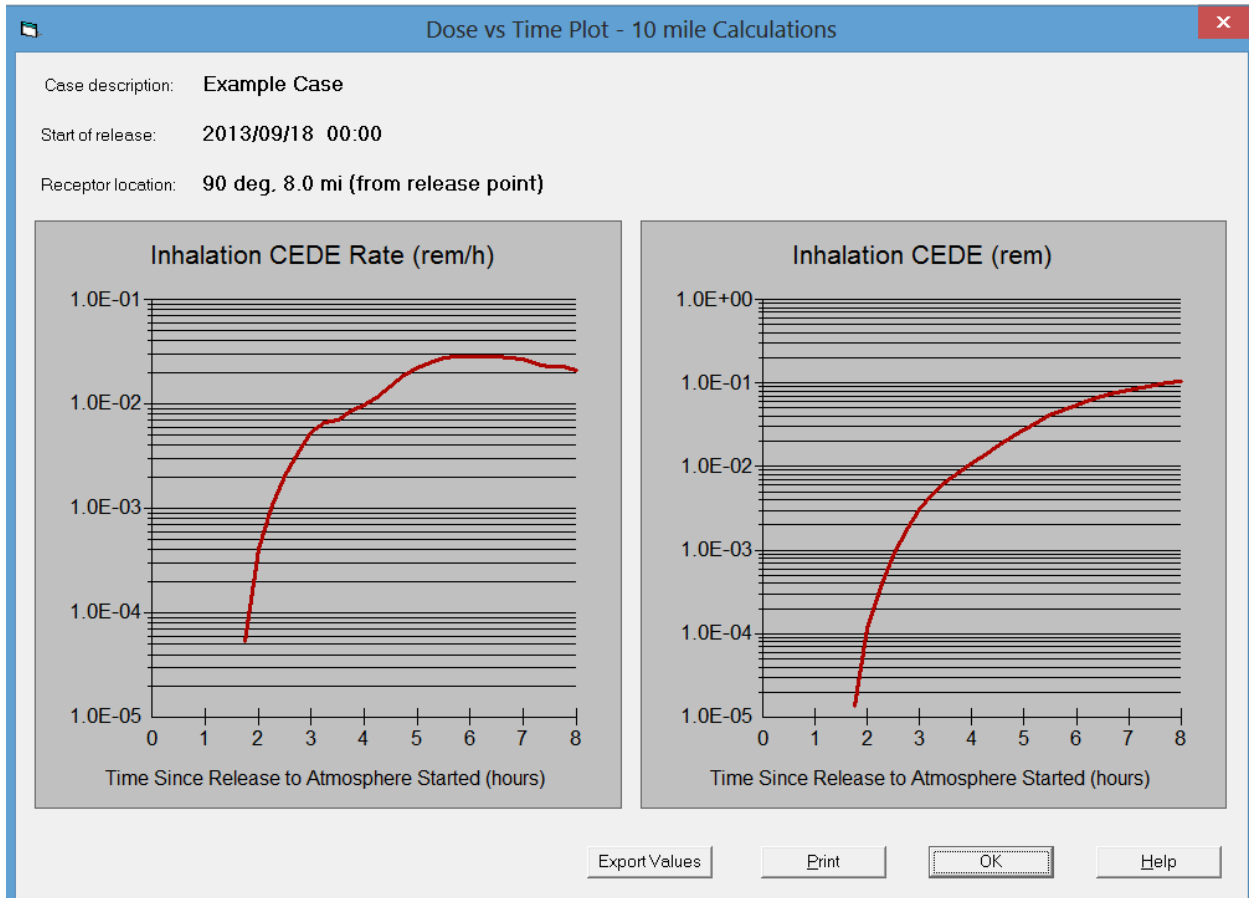 Dose vs Time Plot - 10 mile Calculations
Case description: Example Case
Start of release: 2013/09/18 00:00
Receptor location: 90 deg, 8.0 mi (from release point)
Inhalation CEDE Rate (rem/h)
1.0E-01
1.0E-02
1.0E-03
1.0E-04
1.0E-05
0 1 2 3 4 5 6 7 8
Time Since Release to Atmosphere Started (hours)
Inhalation CEDE (rem)
1.0E+00
1.0E-01
1.0E-02
1.0E-03
1.0E-04
1.0E-05
0 1 2 3 4 5 6 7 8
Time Since Release to Atmosphere Started (hours)
Export Values Print OK Help